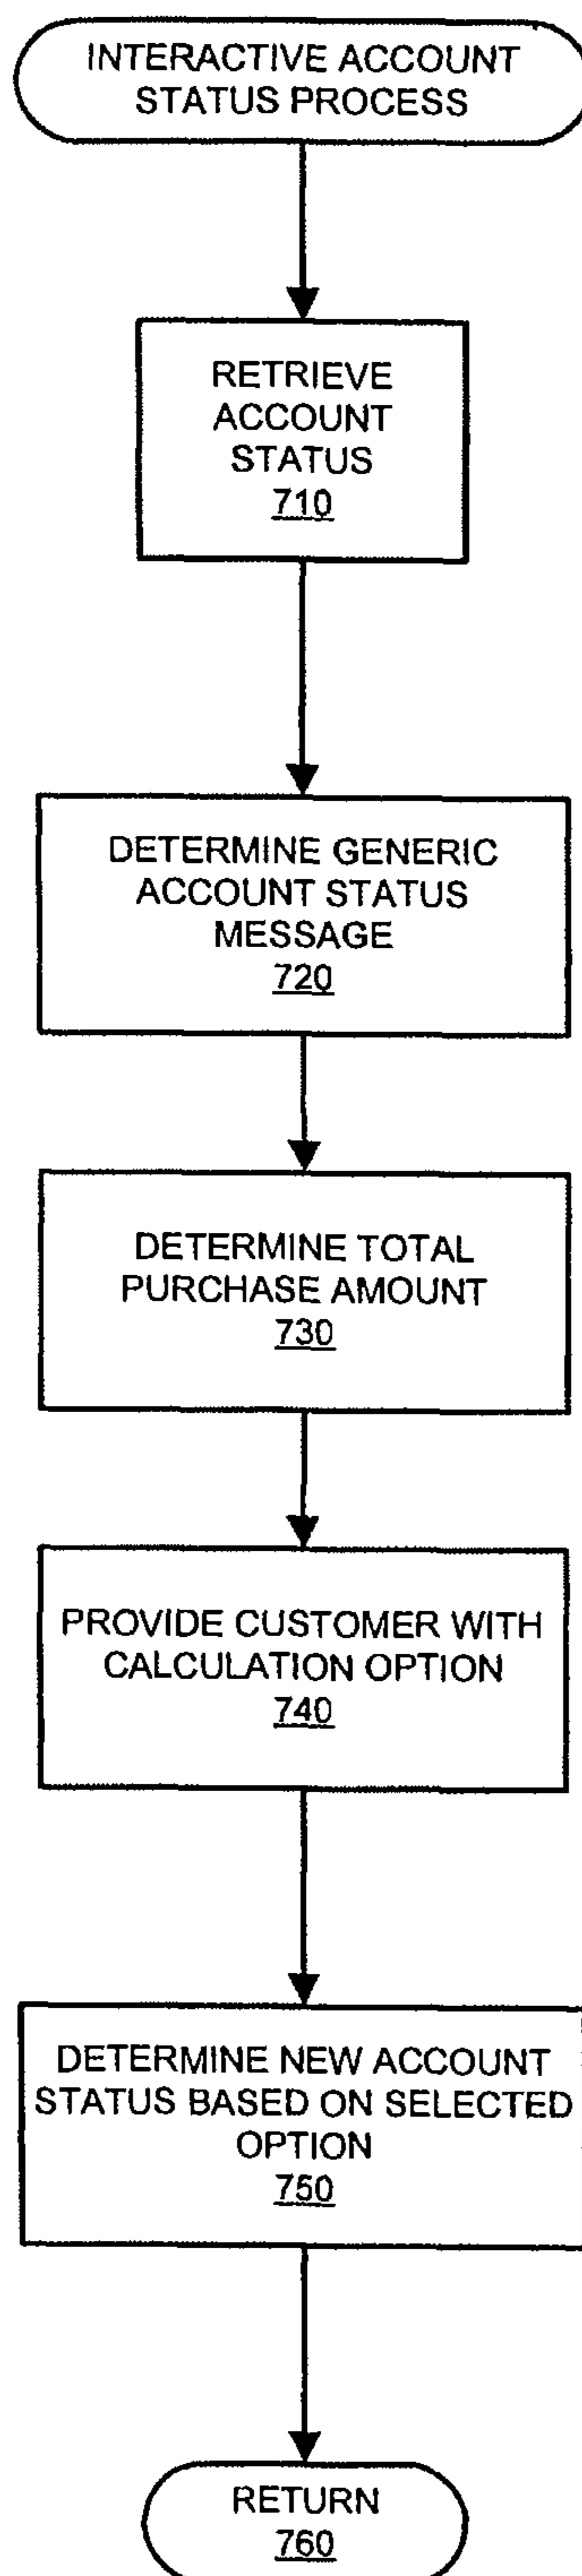 INTERACTIVE ACCOUNT
STATUS PROCESS
RETRIEVE
ACCOUNT
STATUS
710
DETERMINE GENERIC
ACCOUNT STATUS
MESSAGE
720
DETERMINE TOTAL
PURCHASE AMOUNT
730
PROVIDE CUSTOMER WITH
CALCULATION OPTION
740
DETERMINE NEW ACCOUNT
STATUS BASED ON SELECTED
OPTION
750
RETURN
760